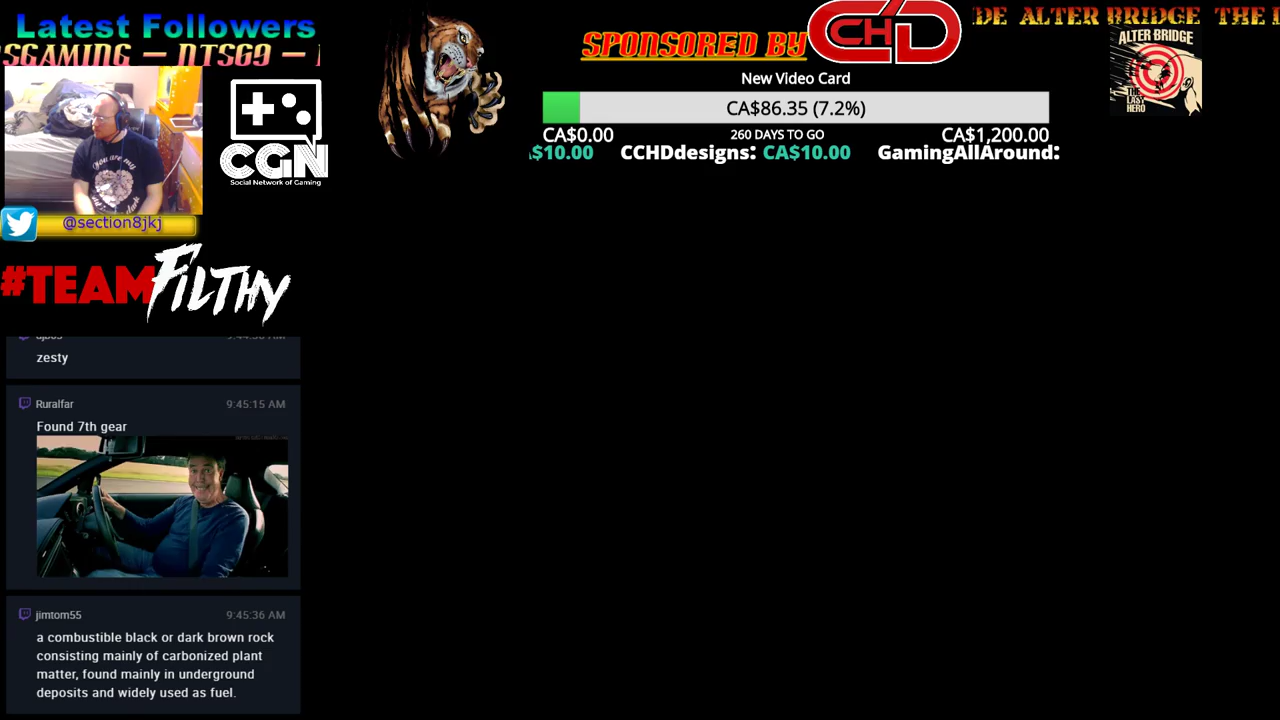 Latest Followers
SGAMING — NTSG9 —
@section8jkj
CGN
Social Network of Gaming
#TEAMFILTHY
zesty
Ruralfar 9:45:15 AM
Found 7th gear
jimtom55 9:45:36 AM
a combustible black or dark brown rock
consisting mainly of carbonized plant
matter, found mainly in underground
deposits and widely used as fuel.
SPONSORED BY
CHD
New Video Card
CA$86.35 (7.2%)
CA$0.00 260 DAYS TO GO CA$1,200.00
$10.00 CCHDdesigns: CA$10.00 GamingAllAround:
DE ALTER BRIDGE THE
ALTER BRIDGE
THE
LAST
HERO